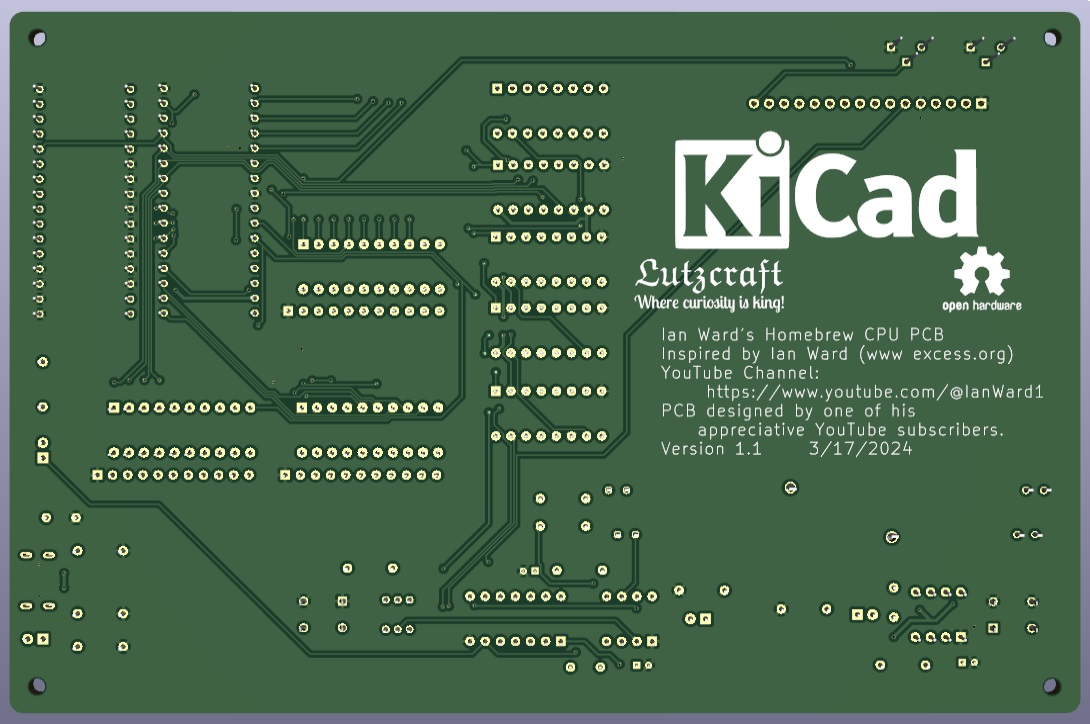 KiCad
Lutzcraft
Where curiosity is king!
open hardware
Ian Ward's Homebrew CPU PCB
Inspired by Ian Ward (www excess.org)
YouTube Channel:
https://www.youtube.com/@IanWard1
PCB designed by one of his
appreciative YouTube subscribers.
Version 1.1 3/17/2024